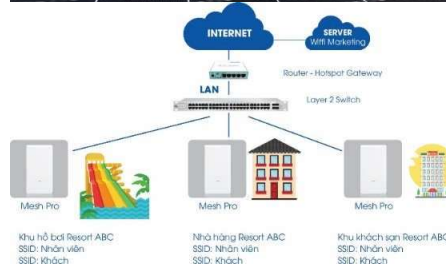 INTERNET
SERVER
Wifi Marketing
Router - Hotspot Gateway
LAN
Layer 2 Switch
Mesh Pro
Mesh Pro
Mesh Pro
Khu hồ bơi Resort ABC
SSID: Nhân viên
SSID: Khách
Nhà hàng Resort ABC
SSID: Nhân viên
SSID: Khách
Khu khách sạn Resort ABC
SSID: Nhân viên
SSID: Khách